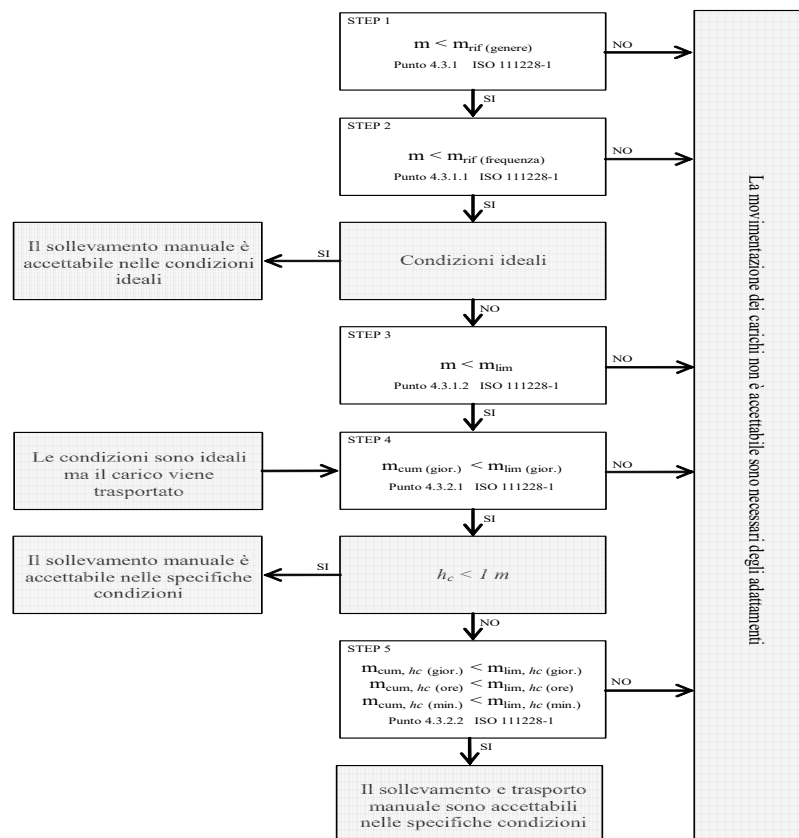 STEP 1
m < mrif (genere)
Punto 4.3.1 ISO 111228-1
NO
SI
STEP 2
m < mrif (frequenza)
Punto 4.3.1.1 ISO 111228-1
NO
SI
Il sollevamento manuale è
accettabile nelle condizioni
ideali
SI
Condizioni ideali
NO
STEP 3
m < mlim
Punto 4.3.1.2 ISO 111228-1
NO
SI
Le condizioni sono ideali
ma il carico viene
trasportato
STEP 4
mcum (gior.) < mlim (gior.)
Punto 4.3.2.1 ISO 111228-1
NO
SI
Il sollevamento manuale è
accettabile nelle specifiche
condizioni
SI
hc < 1 m
NO
STEP 5
mcum, hc (gior.) < mlim, hc (gior.)
mcum, hc (ore) < mlim, hc (ore)
mcum, hc (min.) < mlim, hc (min.)
Punto 4.3.2.2 ISO 111228-1
NO
SI
Il sollevamento e trasporto
manuale sono accettabili
nelle specifiche condizioni
La movimentazione dei carichi non è accettabile sono necessari degli adattamenti